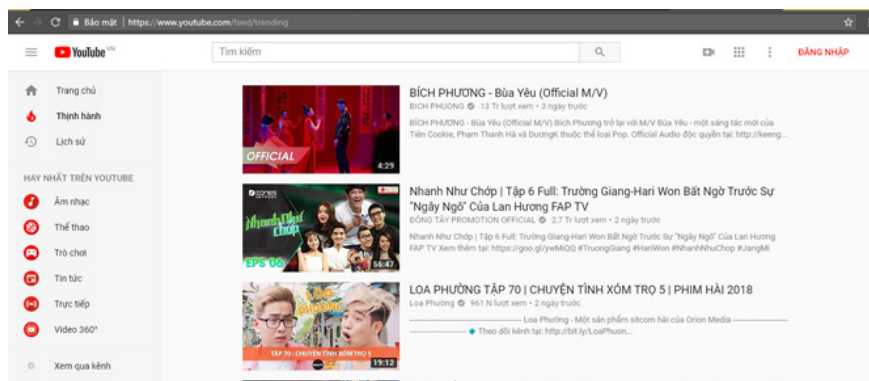 Bảo mật | https://www.youtube.com/feed/trending
YouTube VN
Tìm kiếm
ĐĂNG NHẬP
Trang chủ
Thịnh hành
Lịch sử
HAY NHẤT TRÊN YOUTUBE
Âm nhạc
Thể thao
Trò chơi
Tin tức
Trực tiếp
Video 360°
Xem qua kênh
OFFICIAL
4:29
BÍCH PHƯƠNG - Bùa Yêu (Official M/V)
BICH PHUONG 13 Tr lượt xem • 3 ngày trước
BÍCH PHƯƠNG - Bùa Yêu (Official M/V) Bích Phương trở lại với M/V Bùa Yêu - một sáng tác mới của
Tiên Cookie, Phạm Thanh Hà và DuongK thuộc thể loại Pop. Official Audio độc quyền tại: http://keeng...
Nhanh Như
chớp
EPS 06
56:47
Nhanh Như Chớp | Tập 6 Full: Trường Giang-Hari Won Bất Ngờ Trước Sự
"Ngây Ngô" Của Lan Hương FAP TV
ĐÔNG TÂY PROMOTION OFFICIAL 2,7 Tr lượt xem • 2 ngày trước
Nhanh Như Chớp | Tập 6 Full: Trường Giang-Hari Won Bất Ngờ Trước Sự "Ngây Ngô" Của Lan Hương
FAP TV Xem thêm tại: https://goo.gl/ywMiQQ #TruongGiang #HariWon #NhanhNhuChop #JangMi
LOA
PHƯỜNG
TẬP 70 - CHUYỆN TÌNH XÓM TRỌ 5
19:12
LOA PHƯỜNG TẬP 70 | CHUYỆN TÌNH XÓM TRỌ 5 | PHIM HÀI 2018
Loa Phường 961 N lượt xem • 2 ngày trước
Loa Phường - Một sản phẩm sitcom hài của Orion Media
Theo dõi kênh tại: http://bit.ly/LoaPhuon...